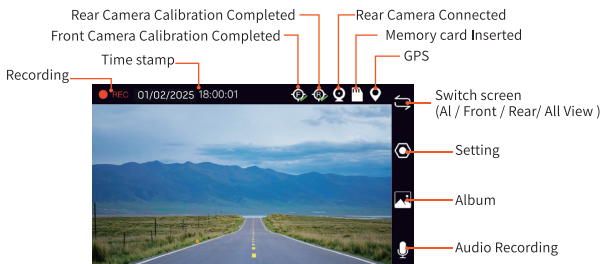 Rear Camera Calibration Completed
Rear Camera Connected
Front Camera Calibration Completed
Memory card Inserted
Time stamp
GPS
Recording
REC 01/02/2025 18:00:01
F
R
Switch screen
(Al / Front / Rear/ All View )
Setting
Album
Audio Recording